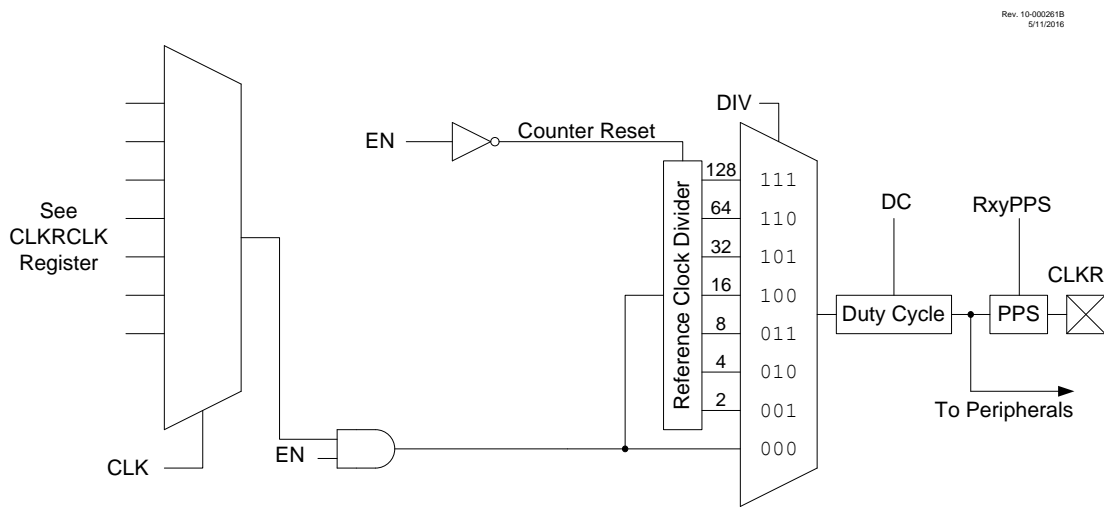 Rev. 10-000261B
5/11/2016
See
CLKRCLK
Register
CLK
EN
EN
Counter Reset
Reference Clock Divider
128
64
32
16
8
4
2
DIV
111
110
101
100
011
010
001
000
DC
Duty Cycle
RxyPPS
PPS
CLKR
To Peripherals